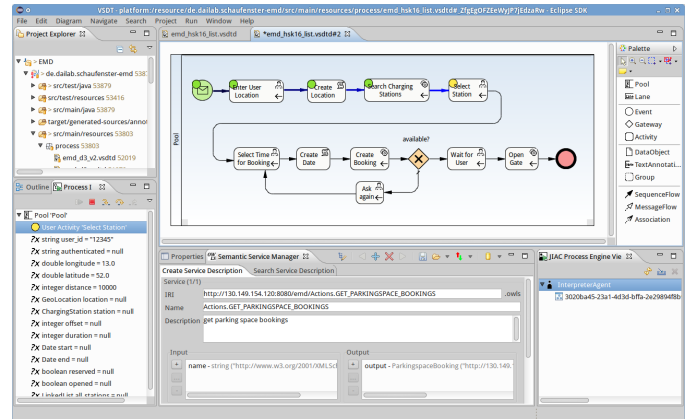 VSDT - platform:/resource/de.dailab.schaufenster-emd/src/main/resources/process/emd_hsk16_list.vsdtd#_ZfgEgOFZEeWyJP7jEdzaRw - Eclipse SDK
File Edit Diagram Navigate Search Project Run Window Help
Project Explorer
emd_hsk16_list.vsdtd
*emd_hsk16_list.vsdtd#2
> EMD
> de.dailab.schaufenster-emd 538
> src/test/java 53879
> src/test/resources 53416
> src/main/java 53879
target/generated-sources/annot
> src/main/resources 53803
process 53803
emd_d3_v2.vsdtd 52019
Pool
Enter User
Location
Create
Location
Search Charging
Stations
Select
Station
available?
Select Time
for Booking
Create
Date
Create
Booking
Wait for
User
Open
Gate
Ask
again
Palette
Pool
Lane
Event
Gateway
Activity
DataObject
TextAnnotati...
Group
SequenceFlow
MessageFlow
Association
Outline
Process I
Pool 'Pool'
User Activity 'Select Station'
?x string user_id = "12345"
?x string authenticated = null
?x double longitude = 13.0
?x double latitude = 52.0
?x integer distance = 10000
?x GeoLocation location = null
?x ChargingStation station = null
?x integer offset = null
?x integer duration = null
?x Date start = null
?x Date end = null
?x boolean reserved = null
?x boolean opened = null
?x LinkedList all_stations = null
Properties
Semantic Service Manager
Create Service Description
Search Service Description
Service (1/1)
IRI
http://130.149.154.120:8080/emd/Actions.GET_PARKINGSPACE_BOOKINGS
.owls
Name
Actions.GET_PARKINGSPACE_BOOKINGS
Description
get parking space bookings
Input
name - string ("http://www.w3.org/2001/XMLSch
Output
output - ParkingspaceBooking ("http://130.149.
JIAC Process Engine Vie
InterpreterAgent
3020ba45-23a1-4d3d-bffa-2e29894f8b